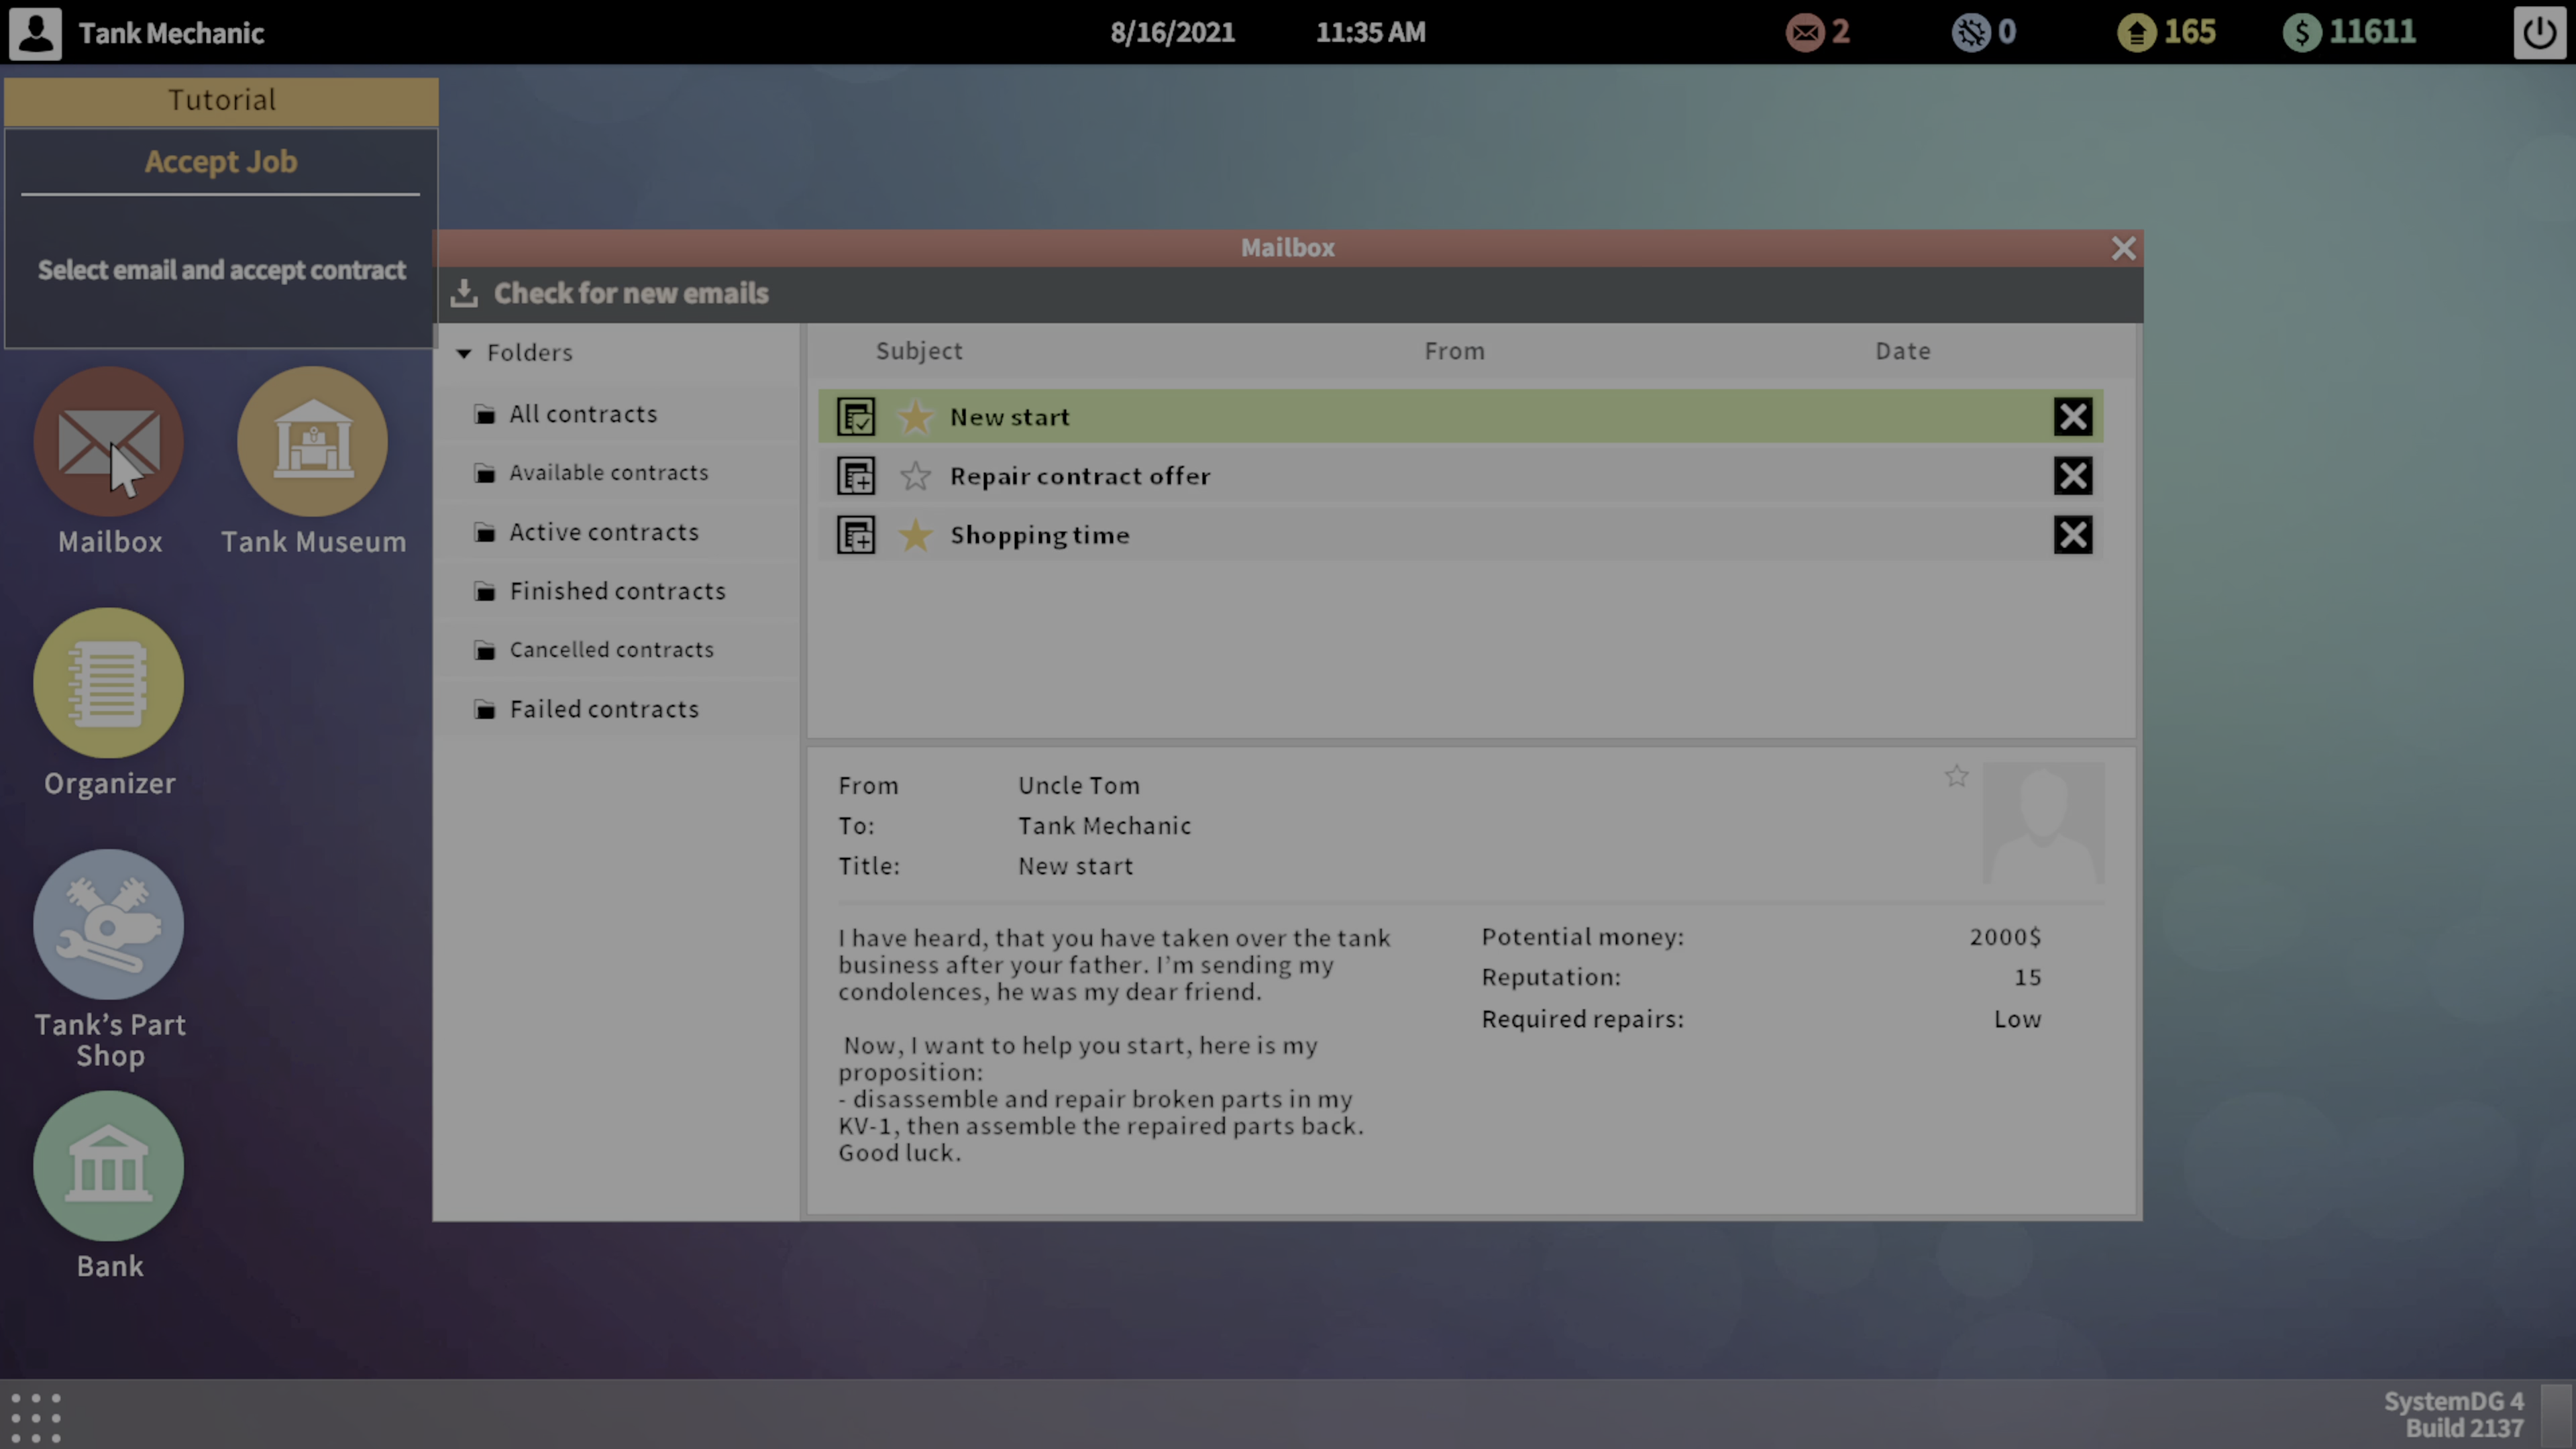 Tank Mechanic
8/16/2021
11:35 AM
2
0
165
$ 11611
Tutorial
Accept Job
Select email and accept contract
Mailbox
Tank Museum
Organizer
Tank's Part
Shop
Bank
Mailbox
Check for new emails
Folders
All contracts
Available contracts
Active contracts
Finished contracts
Cancelled contracts
Failed contracts
Subject From Date
New start
Repair contract offer
Shopping time
From Uncle Tom
To: Tank Mechanic
Title: New start
I have heard, that you have taken over the tank
business after your father. I'm sending my
condolences, he was my dear friend.
Now, I want to help you start, here is my
proposition:
- disassemble and repair broken parts in my
KV-1, then assemble the repaired parts back.
Good luck.
Potential money: 2000$
Reputation: 15
Required repairs: Low
SystemDG 4
Build 2137